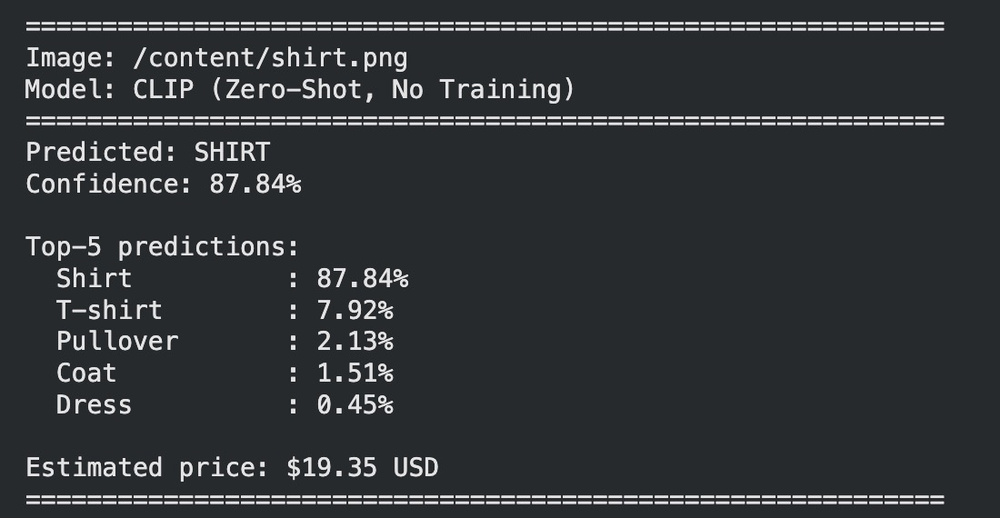 ============================================================
Image: /content/shirt.png
Model: CLIP (Zero-Shot, No Training)
============================================================
Predicted: SHIRT
Confidence: 87.84%
Top-5 predictions:
Shirt : 87.84%
T-shirt : 7.92%
Pullover : 2.13%
Coat : 1.51%
Dress : 0.45%
Estimated price: $19.35 USD
============================================================